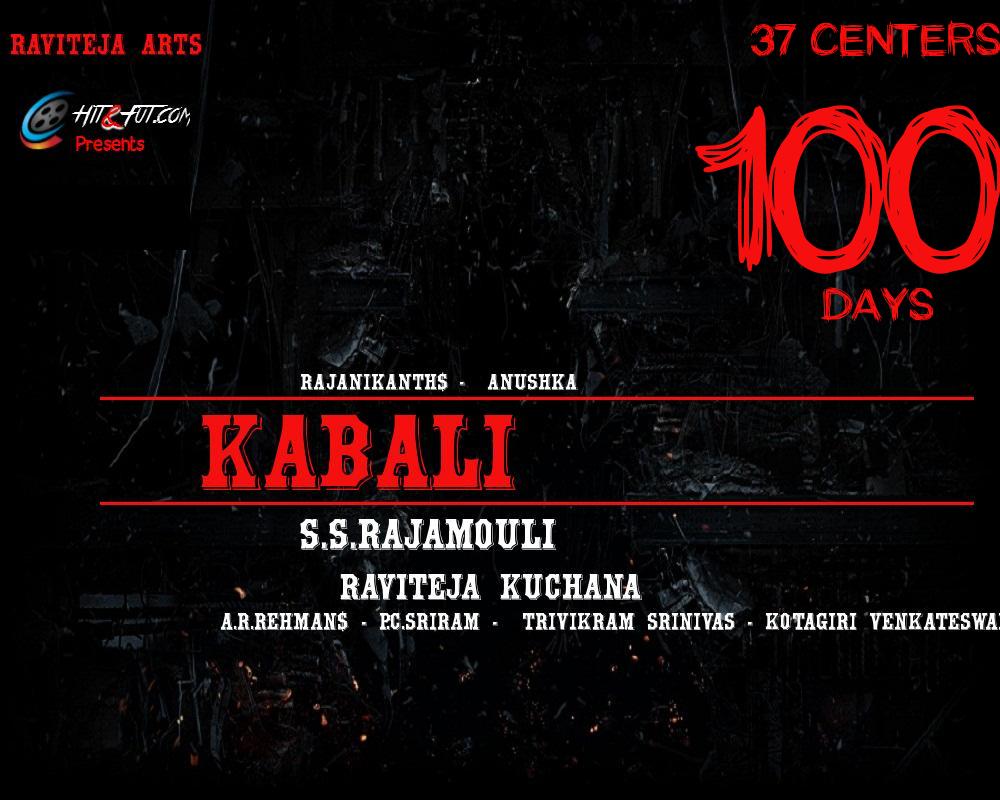 RAVITEJA ARTS
37 CENTERS
HIT&FUT.COM
Presents
100
DAYS
RAJANIKANTH$ - ANUSHKA
KABALI
S.S.RAJAMOULI
RAVITEJA KUCHANA
A.R.REHMAN$ - P.C.SRIRAM - TRIVIKRAM SRINIVAS - KOTAGIRI VENKATESWA